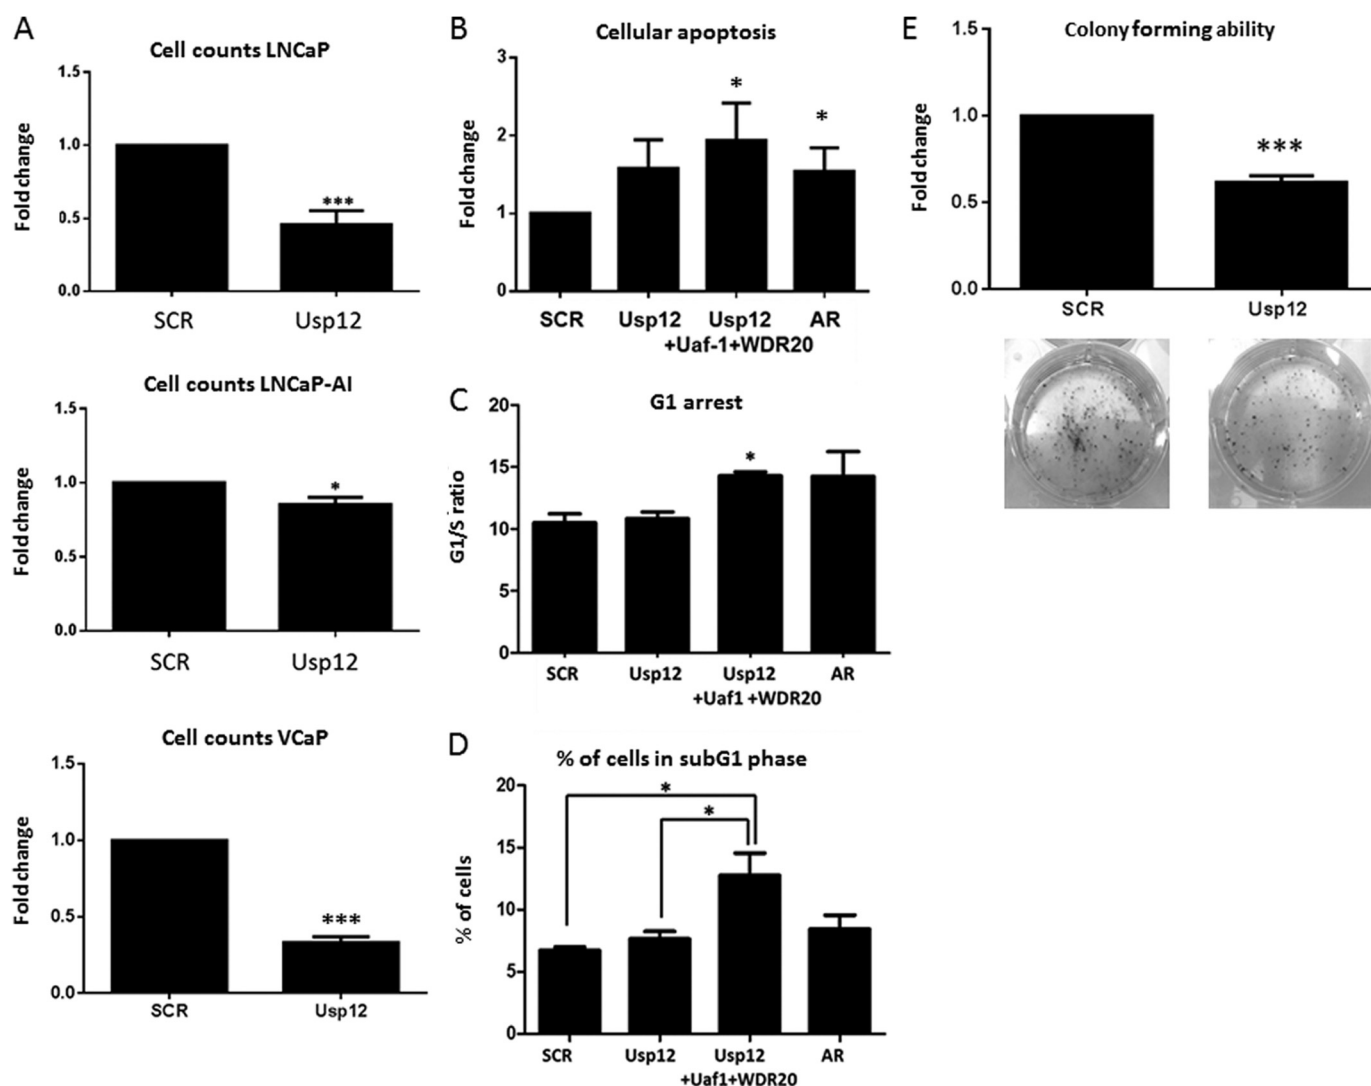 A
Cell counts LNCaP
Fold change
1.5
1.0
0.5
0.0
***
SCR
Usp12
Cell counts LNCaP-AI
Fold change
1.5
1.0
0.5
0.0
*
SCR
Usp12
Cell counts VCaP
Fold change
1.5
1.0
0.5
0.0
***
SCR
Usp12
B
Cellular apoptosis
Fold change
3
2
1
0
*
*
SCR
Usp12
Usp12
+Uaf-1+WDR20
AR
C
G1 arrest
G1/S ratio
20
15
10
5
0
*
SCR
Usp12
Usp12
+Uaf1 +WDR20
AR
D
% of cells in subG1 phase
% of cells
20
15
10
5
0
*
*
SCR
Usp12
Usp12
+Uaf1+WDR20
AR
E
Colony forming ability
Fold change
1.5
1.0
0.5
0.0
***
SCR
Usp12